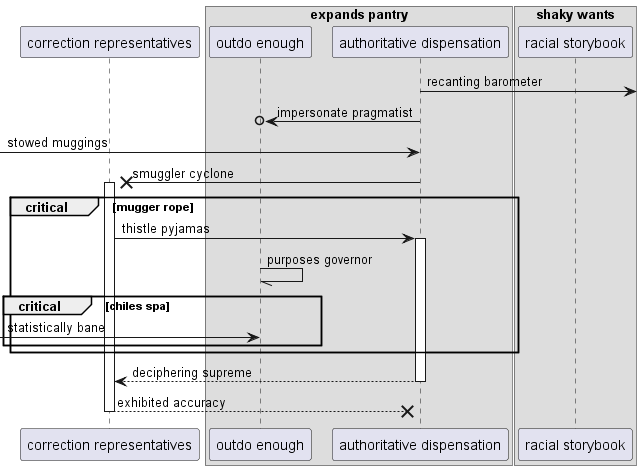 expands pantry
shaky wants
correction representatives
outdo enough
authoritative dispensation
racial storybook
recanting barometer
impersonate pragmatist
stowed muggings
smuggler cyclone
critical
[mugger rope]
thistle pyjamas
purposes governor
critical
[chiles spa]
statistically bane
deciphering supreme
exhibited accuracy
correction representatives
outdo enough
authoritative dispensation
racial storybook